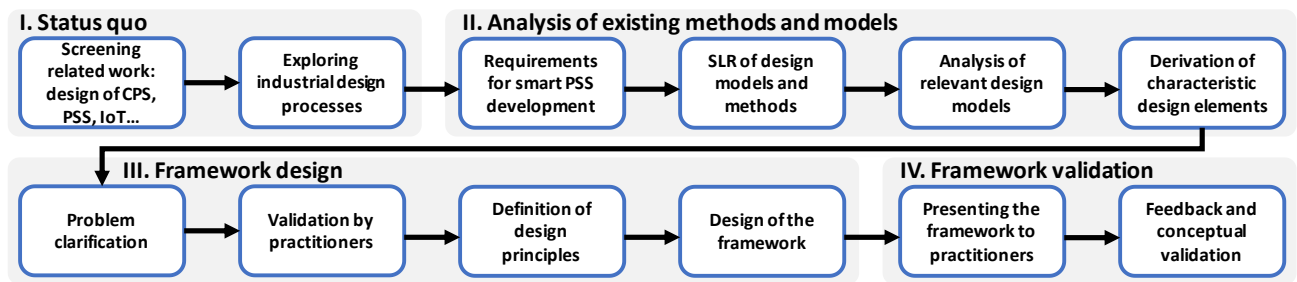 I. Status quo
Screening
related work:
design of CPS,
PSS, IoT...
Exploring
industrial design
processes
II. Analysis of existing methods and models
Requirements
for smart PSS
development
SLR of design
models and
methods
Analysis of
relevant design
models
Derivation of
characteristic
design elements
III. Framework design
Problem
clarification
Validation by
practitioners
Definition of
design
principles
Design of the
framework
IV. Framework validation
Presenting the
framework to
practitioners
Feedback and
conceptual
validation